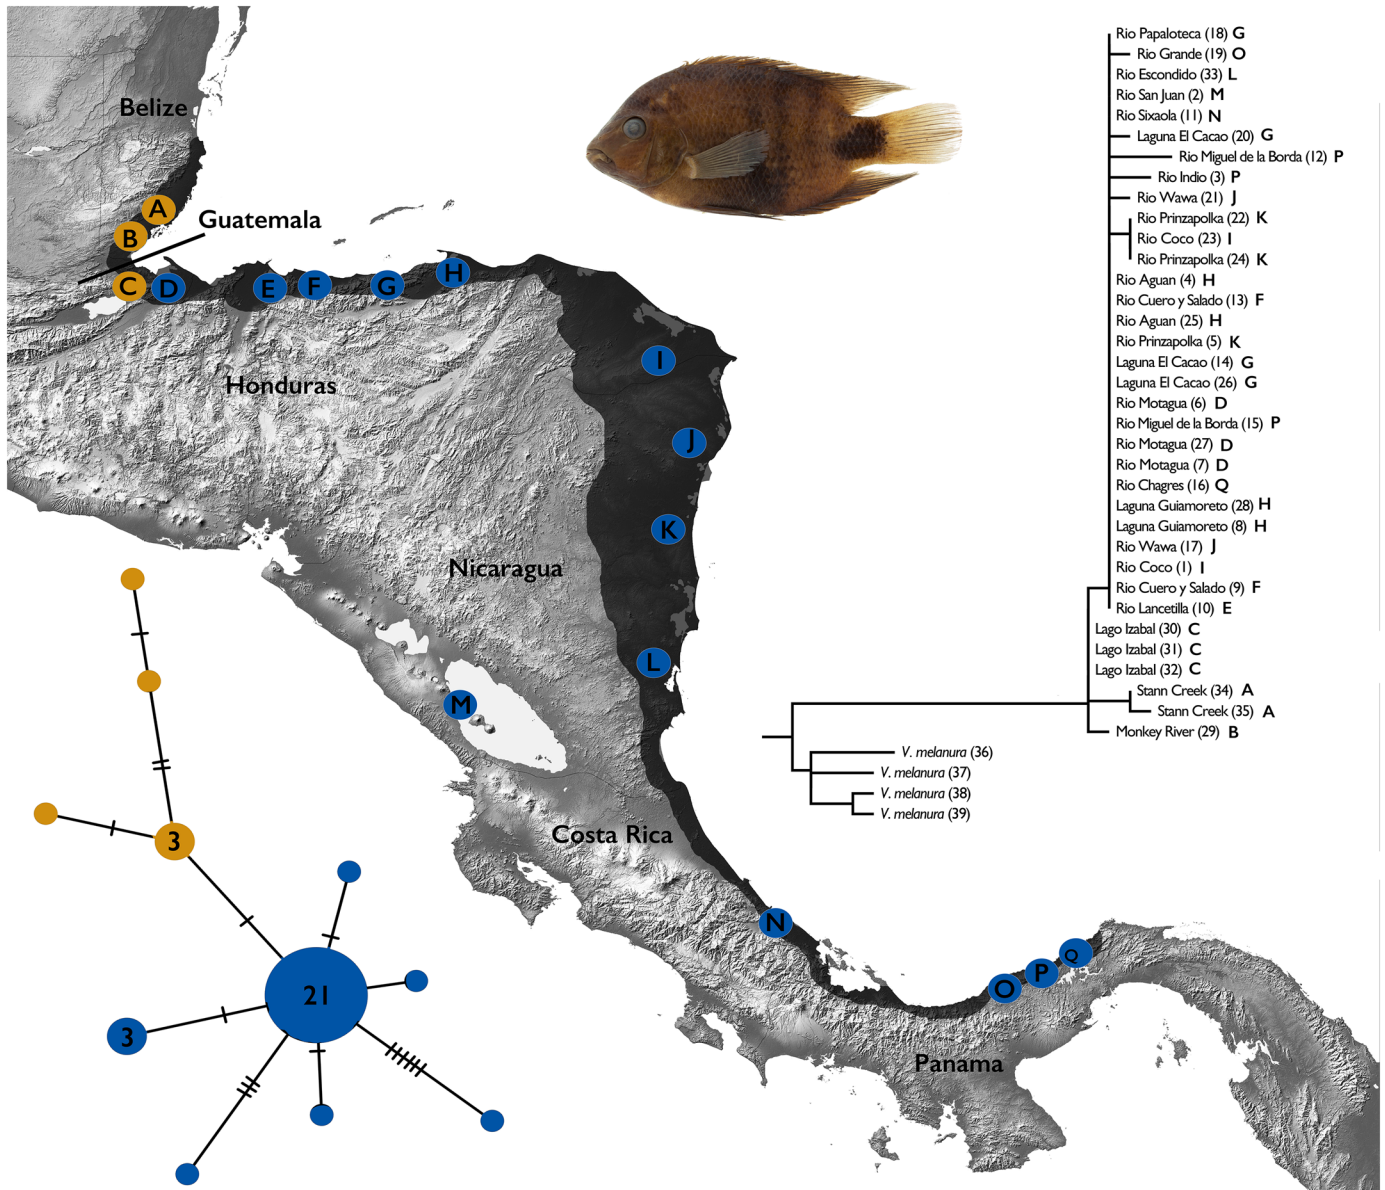 Belize
A
B
Guatemala
C
D
E
F
G
H
I
Honduras
J
K
Nicaragua
L
M
Costa Rica
N
O
P
Q
Panama
3
21
3
Rio Papaloteca (18) G
Rio Grande (19) O
Rio Escondido (33) L
Rio San Juan (2) M
Rio Sixaola (11) N
Laguna El Cacao (20) G
Rio Miguel de la Borda (12) P
Rio Indio (3) P
Rio Wawa (21) J
Rio Prinzapolka (22) K
Rio Coco (23) I
Rio Prinzapolka (24) K
Rio Aguan (4) H
Rio Cuero y Salado (13) F
Rio Aguan (25) H
Rio Prinzapolka (5) K
Laguna El Cacao (14) G
Laguna El Cacao (26) G
Rio Motagua (6) D
Rio Miguel de la Borda (15) P
Rio Motagua (27) D
Rio Motagua (7) D
Rio Chagres (16) Q
Laguna Guiamoreto (28) H
Laguna Guiamoreto (8) H
Rio Wawa (17) J
Rio Coco (1) I
Rio Cuero y Salado (9) F
Rio Lancetilla (10) E
Lago Izabal (30) C
Lago Izabal (31) C
Lago Izabal (32) C
Stann Creek (34) A
Stann Creek (35) A
Monkey River (29) B
V. melanura (36)
V. melanura (37)
V. melanura (38)
V. melanura (39)